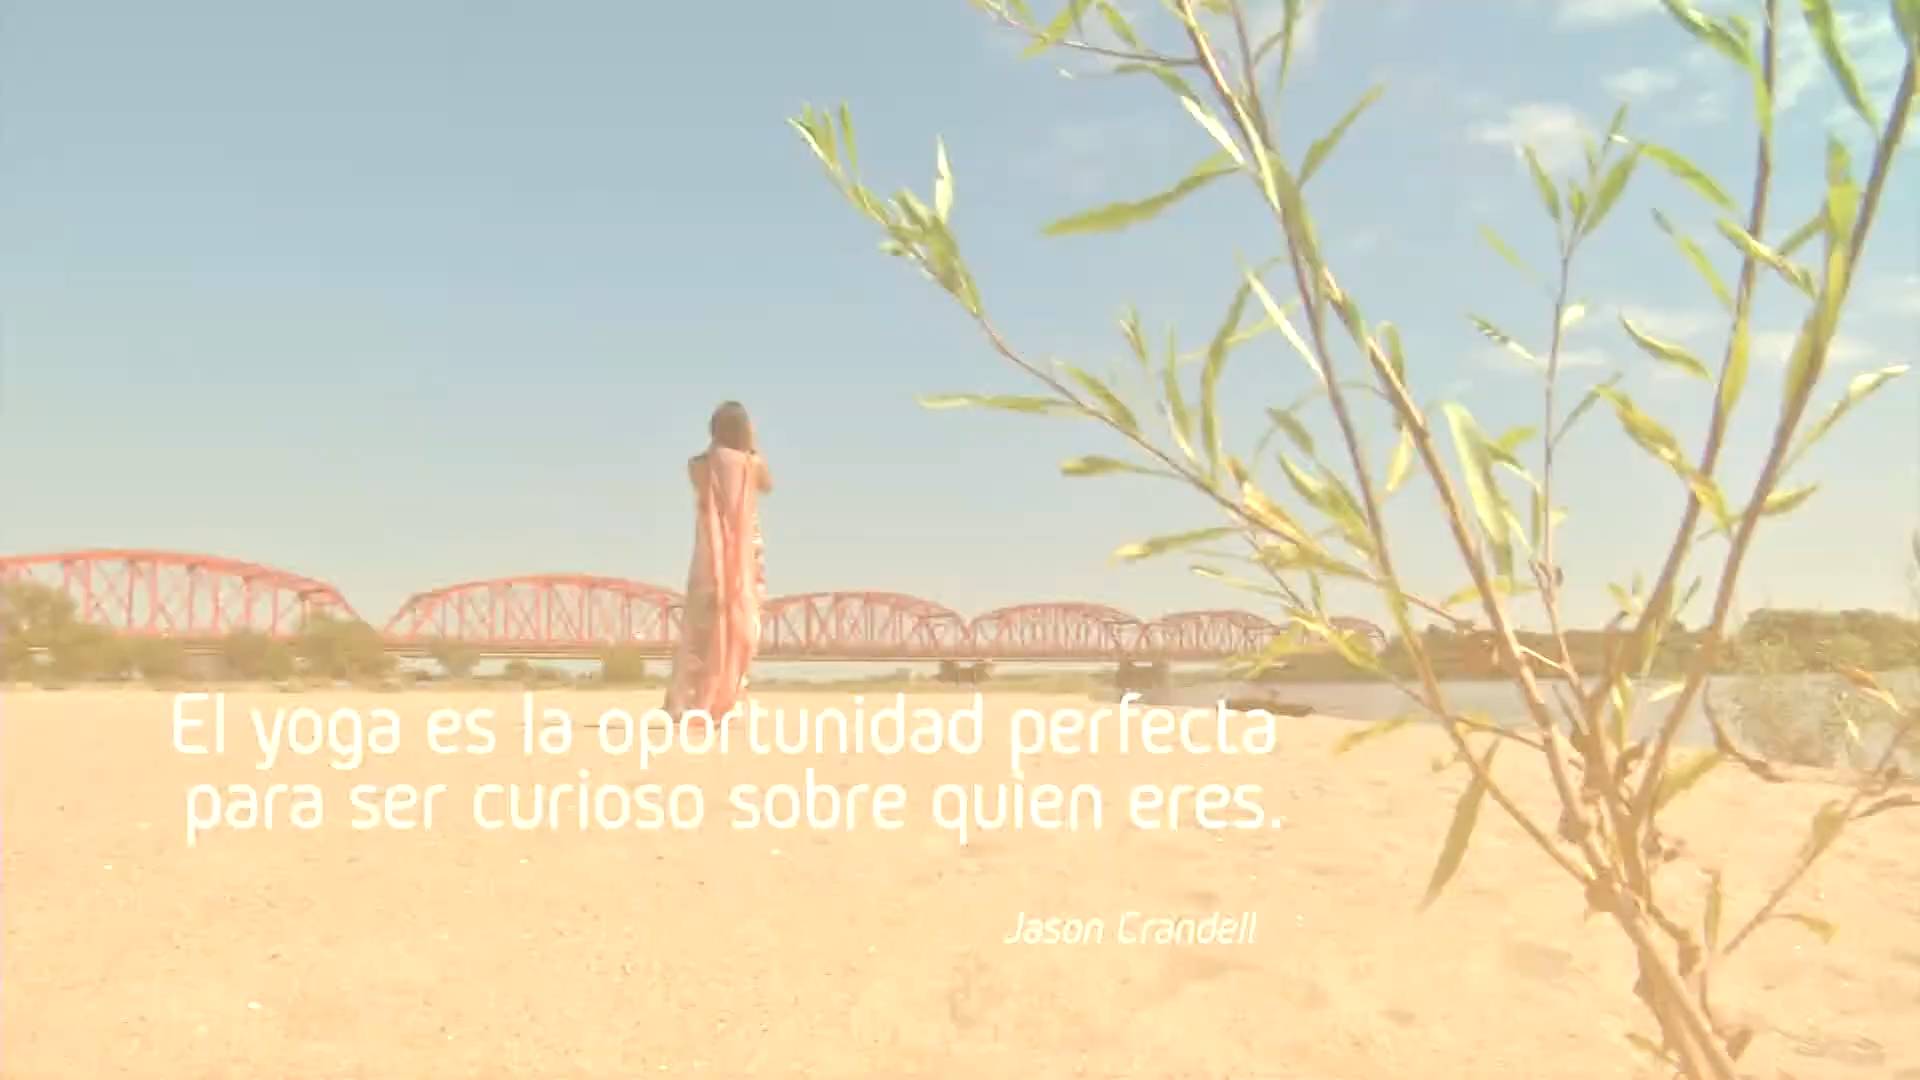 El yoga es la oportunidad perfecta
para ser curioso sobre quien eres.
Jason Crandell